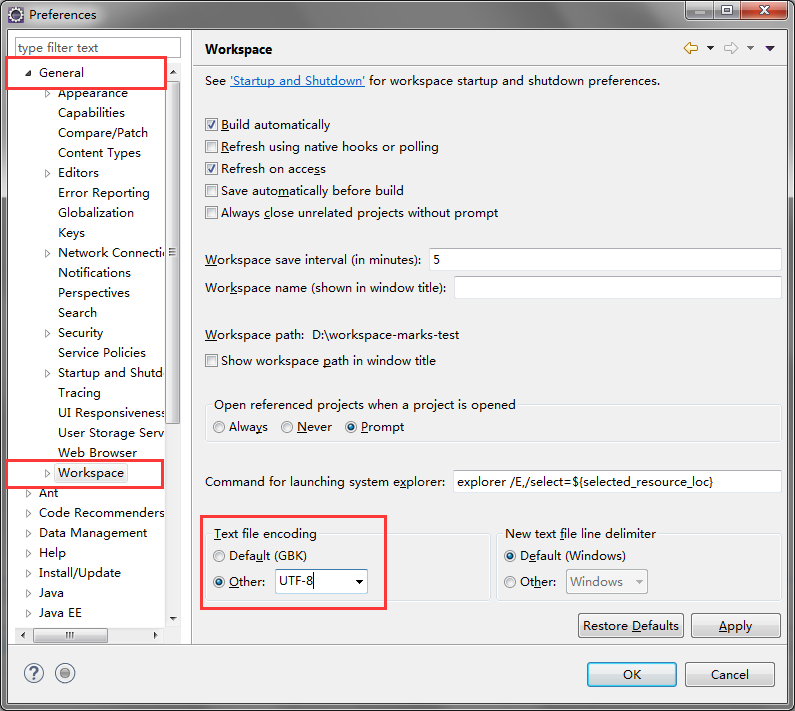 Preferences
type filter text
General
Appearance
Capabilities
Compare/Patch
Content Types
Editors
Error Reporting
Globalization
Keys
Network Connecti
Notifications
Perspectives
Search
Security
Service Policies
Startup and Shutd
Tracing
UI Responsiveness
User Storage Serv
Web Browser
Workspace
Ant
Code Recommenders
Data Management
Help
Install/Update
Java
Java EE
Workspace
See 'Startup and Shutdown' for workspace startup and shutdown preferences.
Build automatically
Refresh using native hooks or polling
Refresh on access
Save automatically before build
Always close unrelated projects without prompt
Workspace save interval (in minutes): 5
Workspace name (shown in window title):
Workspace path: D:\workspace-marks-test
Show workspace path in window title
Open referenced projects when a project is opened
Always Never Prompt
Command for launching system explorer: explorer /E,/select=${selected_resource_loc}
Text file encoding
Default (GBK)
Other: UTF-8
New text file line delimiter
Default (Windows)
Other: Windows
Restore Defaults Apply
OK Cancel